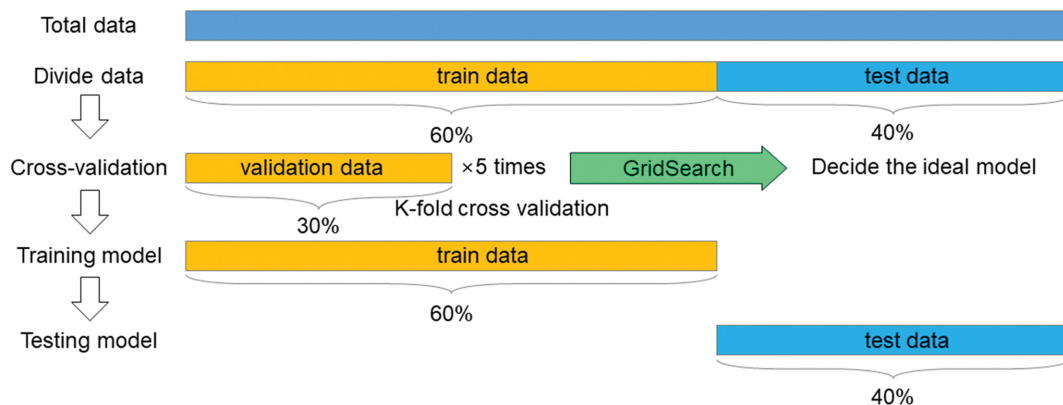 Total data
Divide data
train data
test data
60%
40%
Cross-validation
validation data
×5 times
GridSearch
Decide the ideal model
K-fold cross validation
30%
Training model
train data
60%
Testing model
test data
40%